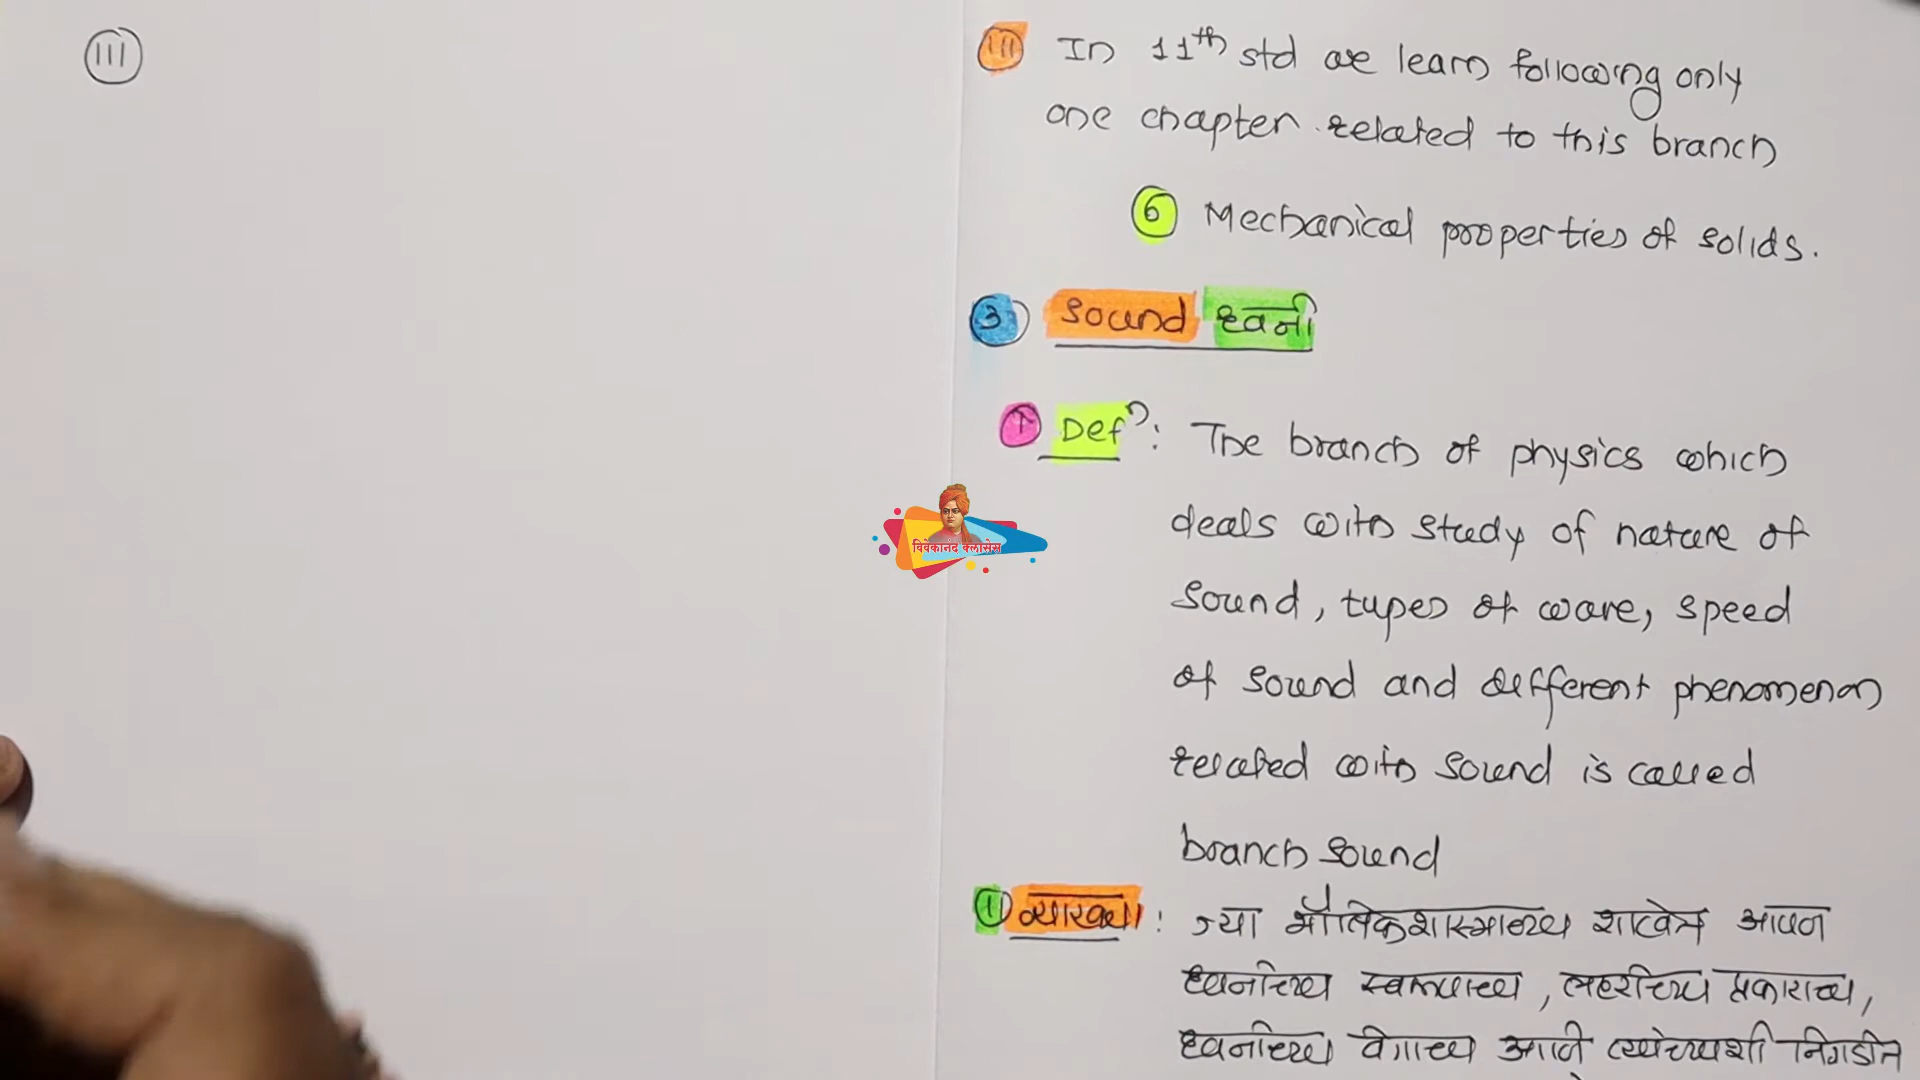 III
III In 11th std we learn following only
one chapter related to this branch
6 Mechanical properties of solids.
3 Sound ध्वनी
1 Defn : The branch of physics which
deals with study of nature of
sound, types of wave, speed
of sound and different phenomenon
related with sound is called
branch sound
विवेकानंद क्लासेस
1 व्याख्या : ज्या भौतिकशास्त्राच्या शाखेत आपण
ध्वनीच्या स्वरूपाच्या, लहरीच्या प्रकाराच्या,
ध्वनीच्या वेगाच्या आणि त्याच्याशी निगडीत